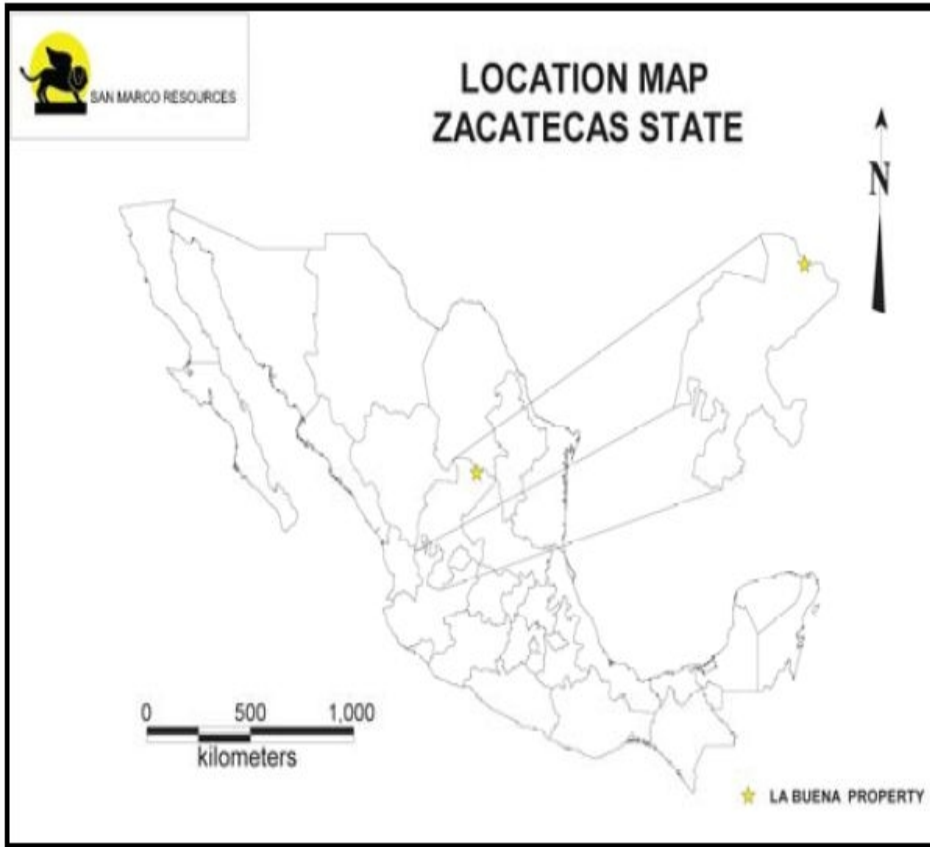 SAN MARCO RESOURCES
LOCATION MAP
ZACATECAS STATE
N
0 500 1,000
kilometers
LA BUENA PROPERTY